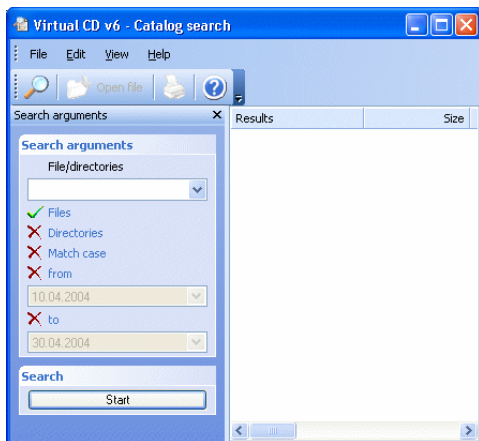 Virtual CD v6 - Catalog search
File Edit View Help
Open file
Search arguments
Results Size
Search arguments
File/directories
Files
Directories
Match case
from
10.04.2004
to
30.04.2004
Search
Start